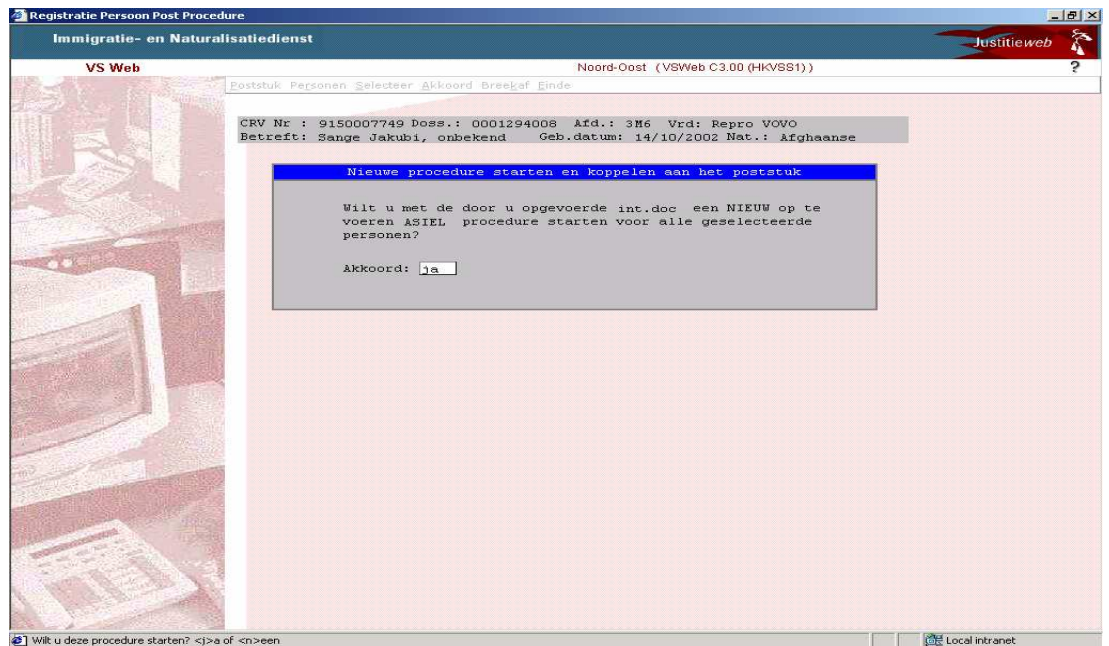 Registratie Persoon Post Procedure
Immigratie- en Naturalisatiedienst
Justitieweb
VS Web
Noord-Oost (VSWeb C3.00 (HKVSS1))
?
Poststuk Personen Selecteer Akkoord Breekaf Einde
CRV Nr : 9150007749 Doss.: 0001294008 Afd.: 3M6 Vrd: Repro VOVO
Betreft: Sange Jakubi, onbekend Geb.datum: 14/10/2002 Nat.: Afghaanse
Nieuwe procedure starten en koppelen aan het poststuk
Wilt u met de door u opgevoerde int.doc een NIEUW op te
voeren ASIEL procedure starten voor alle geselecteerde
personen?
Akkoord: ja
Wilt u deze procedure starten? <j>a of <n>een
Local intranet